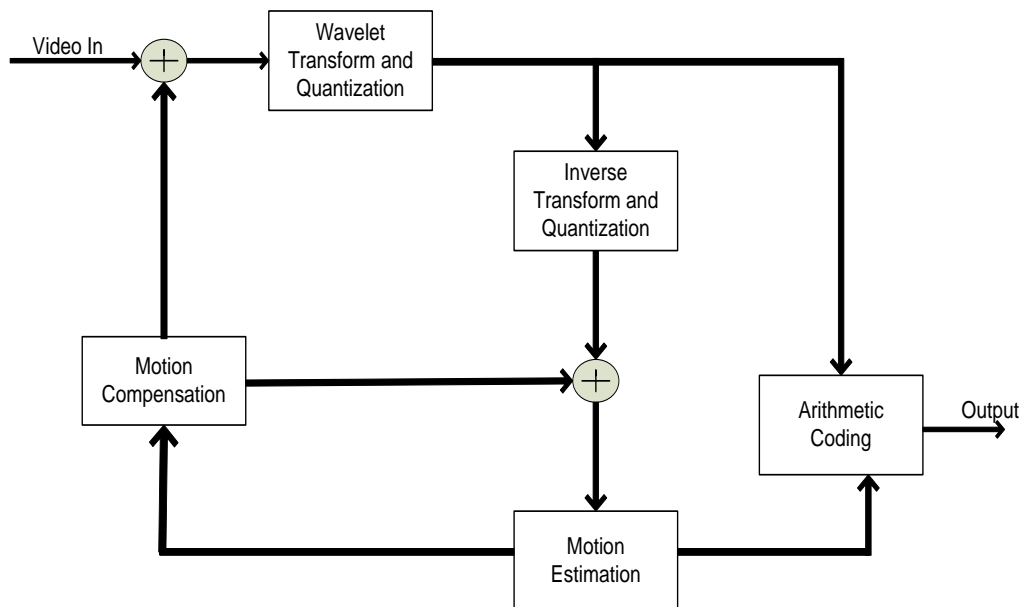 Video In
Wavelet
Transform and
Quantization
Inverse
Transform and
Quantization
Motion
Compensation
Arithmetic
Coding
Output
Motion
Estimation